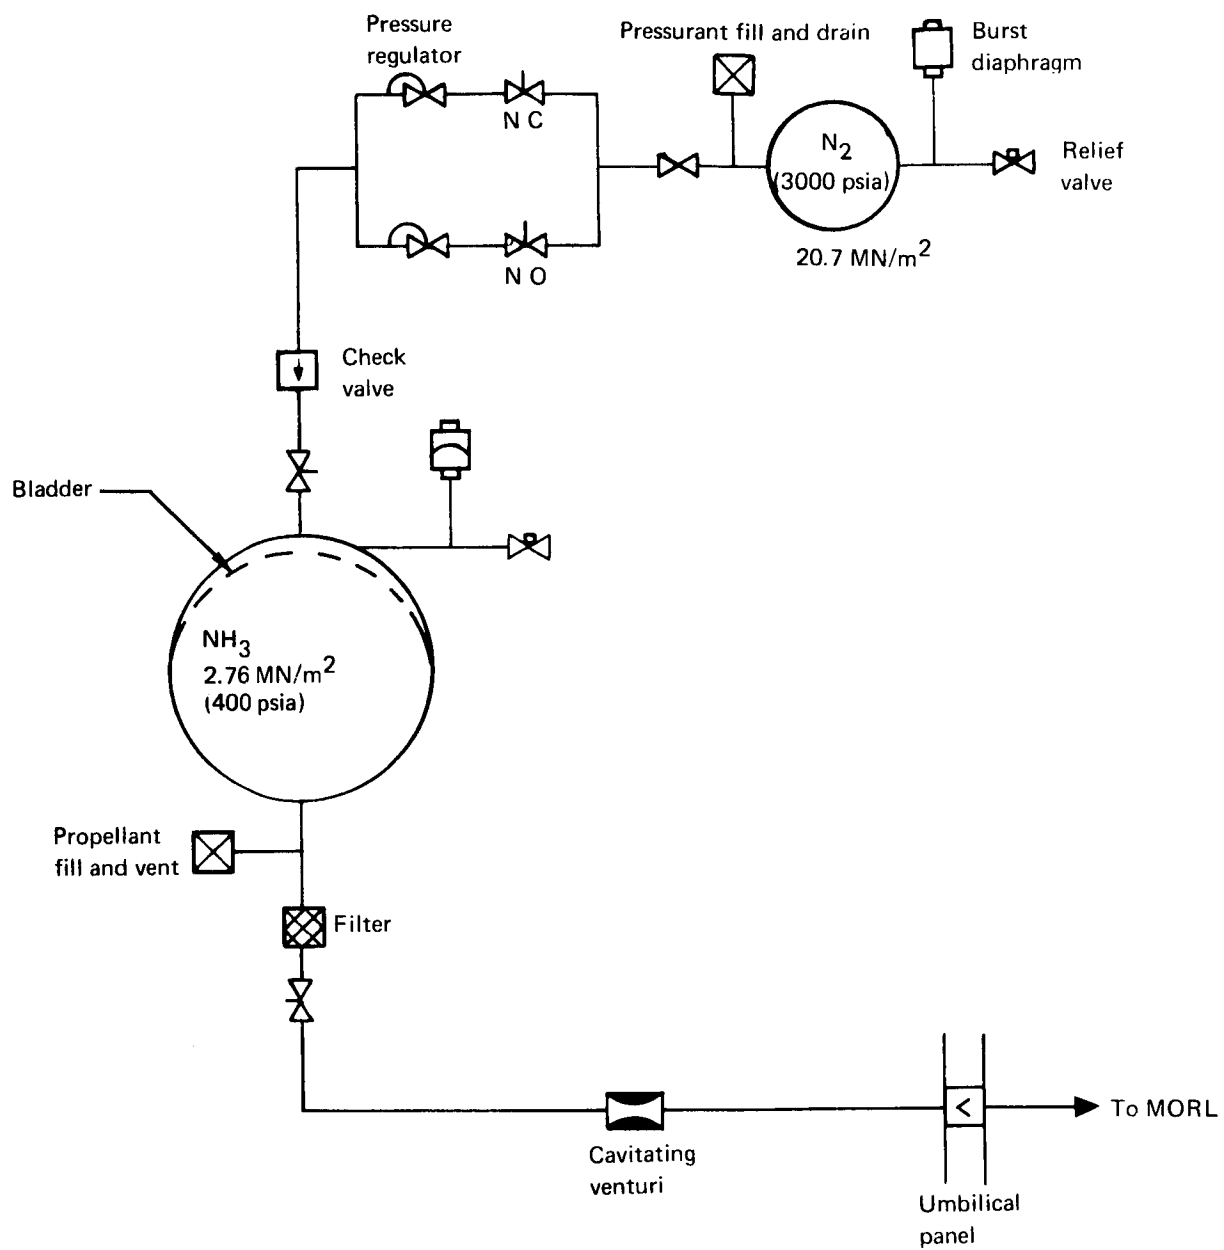 Pressure
regulator
Pressurant fill and drain
Burst
diaphragm
N C
N2
(3000 psia)
Relief
valve
20.7 MN/m2
N O
Check
valve
Bladder
NH3
2.76 MN/m2
(400 psia)
Propellant
fill and vent
Filter
To MORL
Cavitating
venturi
Umbilical
panel